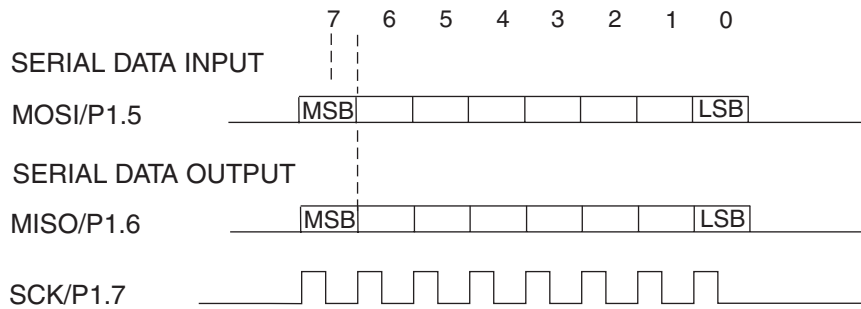 7 6 5 4 3 2 1 0
SERIAL DATA INPUT
MOSI/P1.5 MSB LSB
SERIAL DATA OUTPUT
MISO/P1.6 MSB LSB
SCK/P1.7